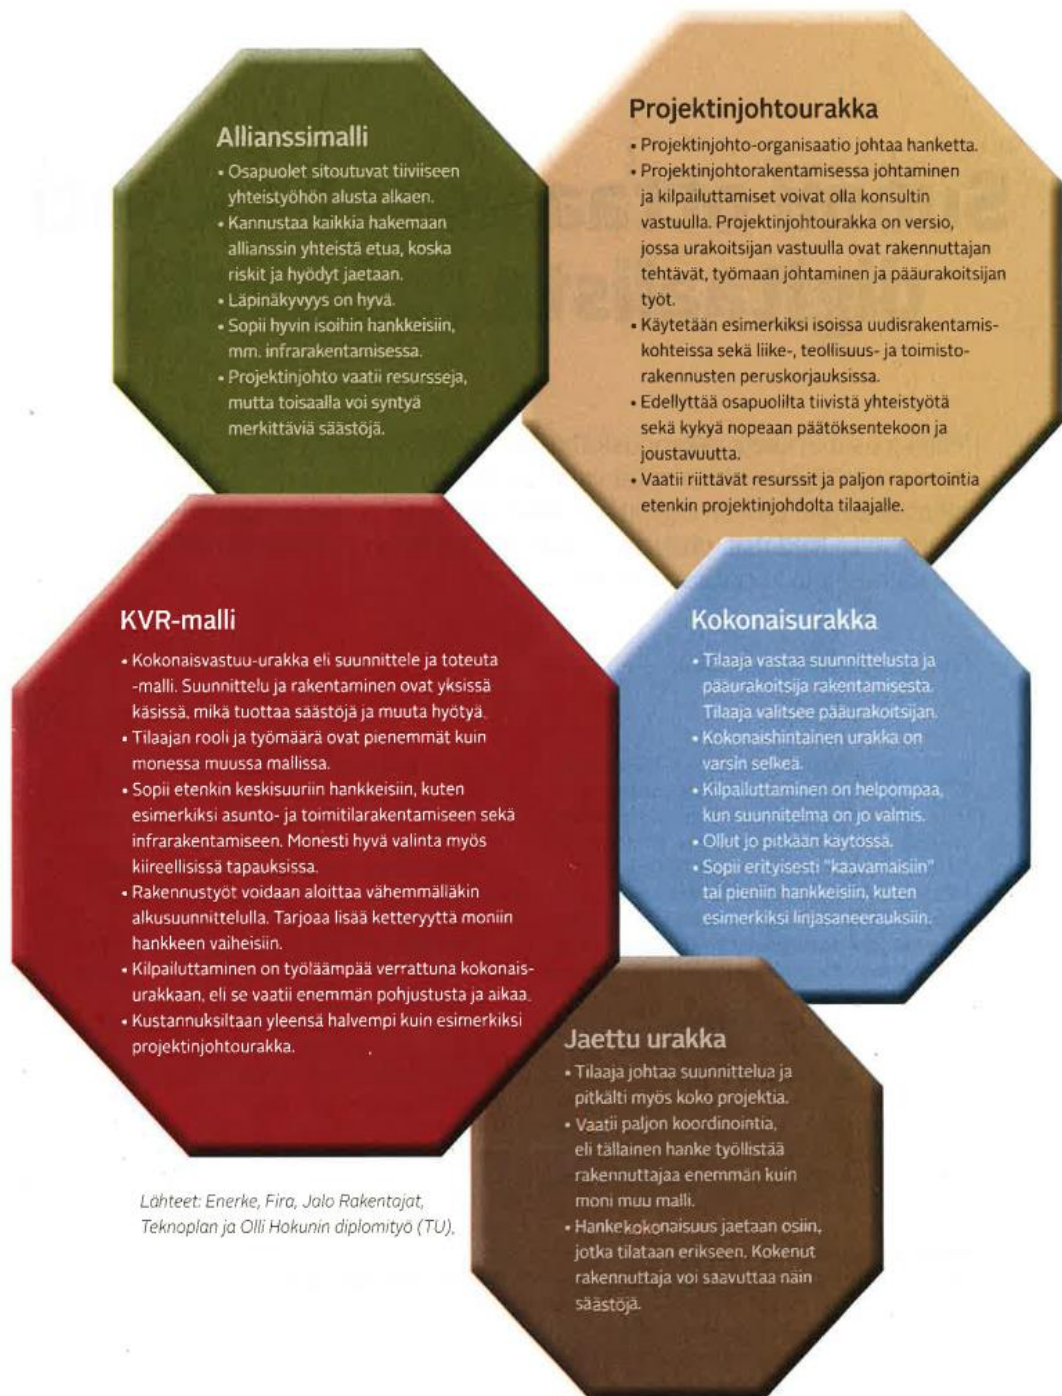 Allianssimalli
• Osapuolet sitoutuvat tiiviiseen
yhteistyöhön alusta alkaen.
• Kannustaa kaikkia hakemaan
allianssin yhteistä etua, koska
riskit ja hyödyt jaetaan.
• Läpinäkyvyys on hyvä.
• Sopii hyvin isoihin hankkeisiin,
mm. infrarakentamisessa.
• Projektinjohto vaatii resursseja,
mutta toisaalla voi syntyä
merkittäviä säästöjä.
Projektinjohtourakka
• Projektinjohto-organisaatio johtaa hanketta.
• Projektinjohtorakentamisessa johtaminen
ja kilpailuttamiset voivat olla konsultin
vastuulla. Projektinjohtourakka on versio,
jossa urakoitsijan vastuulla ovat rakennuttajan
tehtävät, työmaan johtaminen ja pääurakoitsijan
työt.
• Käytetään esimerkiksi isoissa uudisrakentamis-
kohteissa sekä liike-, teollisuus- ja toimisto-
rakennusten peruskorjauksissa.
• Edellyttää osapuolilta tiivistä yhteistyötä
sekä kykyä nopeaan päätöksentekoon ja
joustavuutta.
• Vaatii riittävät resurssit ja paljon raportointia
etenkin projektinjohdolta tilaajalle.
KVR-malli
• Kokonaisvastuu-urakka eli suunnittele ja toteuta
-malli. Suunnittelu ja rakentaminen ovat yksissä
käsissä, mikä tuottaa säästöjä ja muuta hyötyä.
• Tilaajan rooli ja työmäärä ovat pienemmät kuin
monessa muussa mallissa.
• Sopii etenkin keskisuuriin hankkeisiin, kuten
esimerkiksi asunto- ja toimitilarakentamiseen sekä
infrarakentamiseen. Monesti hyvä valinta myös
kiireellisissä tapauksissa.
• Rakennustyöt voidaan aloittaa vähemmälläkin
alkusuunnittelulla. Tarjoaa lisää ketteryyttä moniin
hankkeen vaiheisiin.
• Kilpailuttaminen on työläämpää verrattuna kokonais-
urakkaan, eli se vaatii enemmän pohjustusta ja aikaa.
• Kustannuksiltaan yleensä halvempi kuin esimerkiksi
projektinjohtourakka.
Kokonaisurakka
• Tilaaja vastaa suunnittelusta ja
pääurakoitsija rakentamisesta.
Tilaaja valitsee pääurakoitsijan.
• Kokonaishintainen urakka on
varsin selkeä.
• Kilpailuttaminen on helpompaa,
kun suunnitelma on jo valmis.
• Ollut jo pitkään käytössä.
• Sopii erityisesti "kaavamaisiin"
tai pieniin hankkeisiin, kuten
esimerkiksi linjasaneerauksiin.
Jaettu urakka
• Tilaaja johtaa suunnittelua ja
pitkälti myös koko projektia.
• Vaatii paljon koordinointia,
eli tällainen hanke työllistää
rakennuttajaa enemmän kuin
moni muu malli.
• Hankekokonaisuus jaetaan osiin,
jotka tilataan erikseen. Kokenut
rakennuttaja voi saavuttaa näin
säästöjä.
Lähteet: Enerke, Fira, Jalo Rakentajat,
Teknoplan ja Olli Hokunin diplomityö (TU).